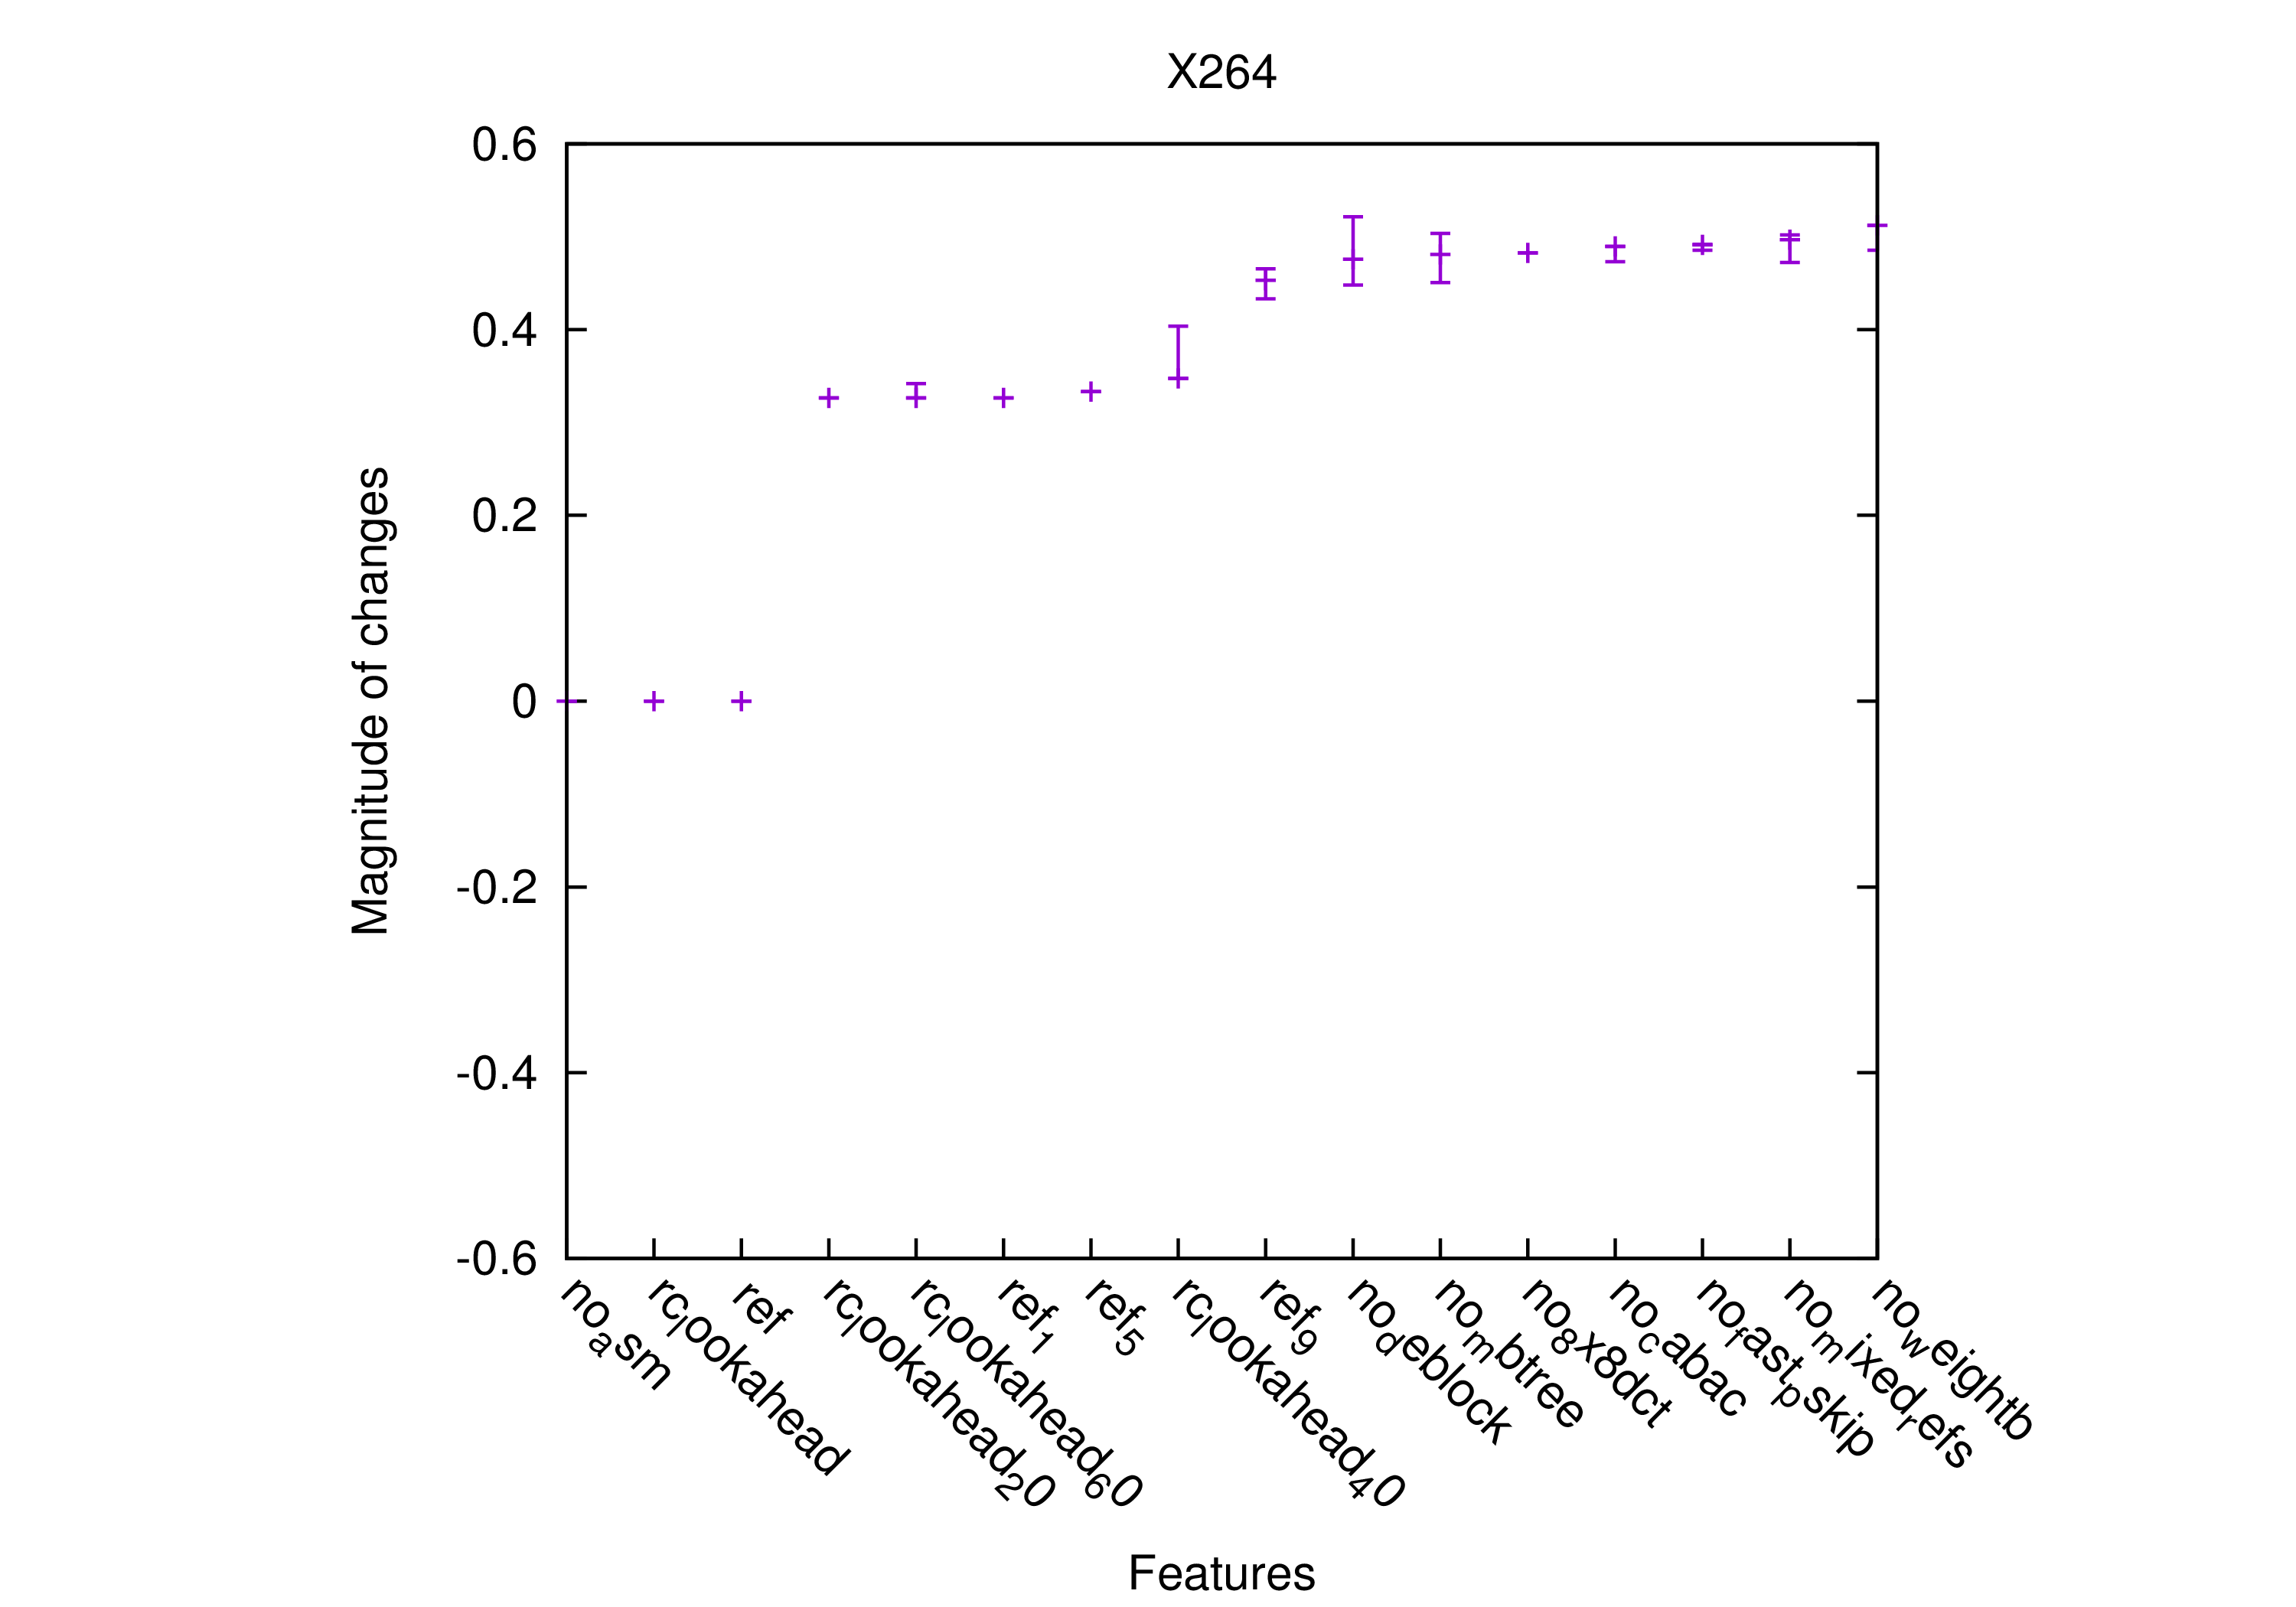 X264
0.6
0.4
0.2
0
-0.2
-0.4
-0.6
Magnitude of changes
no_asm
rc_lookahead
ref
rc_lookahead_20
rc_lookahead_60
ref_1
ref_5
rc_lookahead_40
ref_9
no_deblock
no_mbtree
no_8x8dct
no_cabac
no_fast_pskip
no_mixed_refs
no_weightb
Features